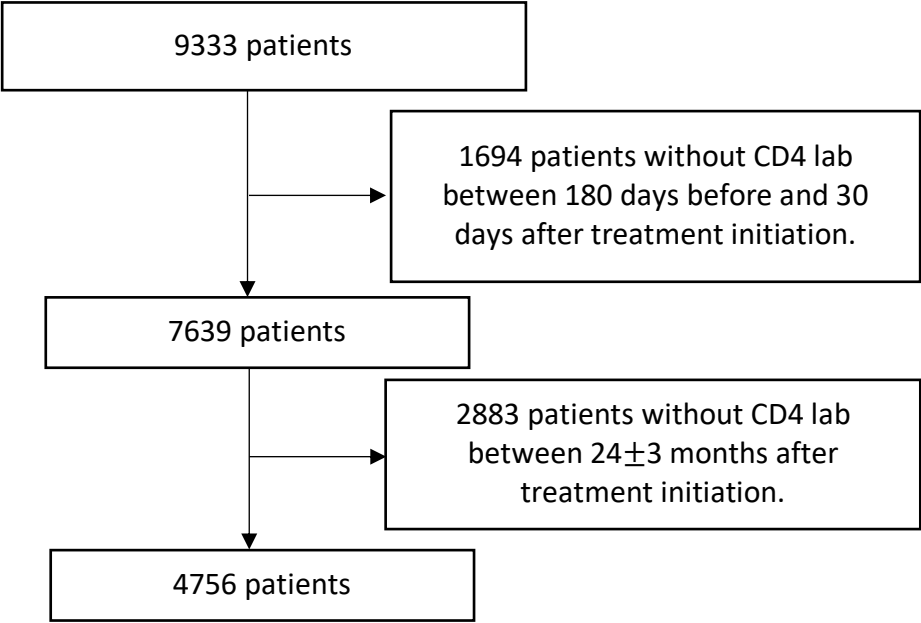 9333 patients
1694 patients without CD4 lab
between 180 days before and 30
days after treatment initiation.
7639 patients
2883 patients without CD4 lab
between 24±3 months after
treatment initiation.
4756 patients